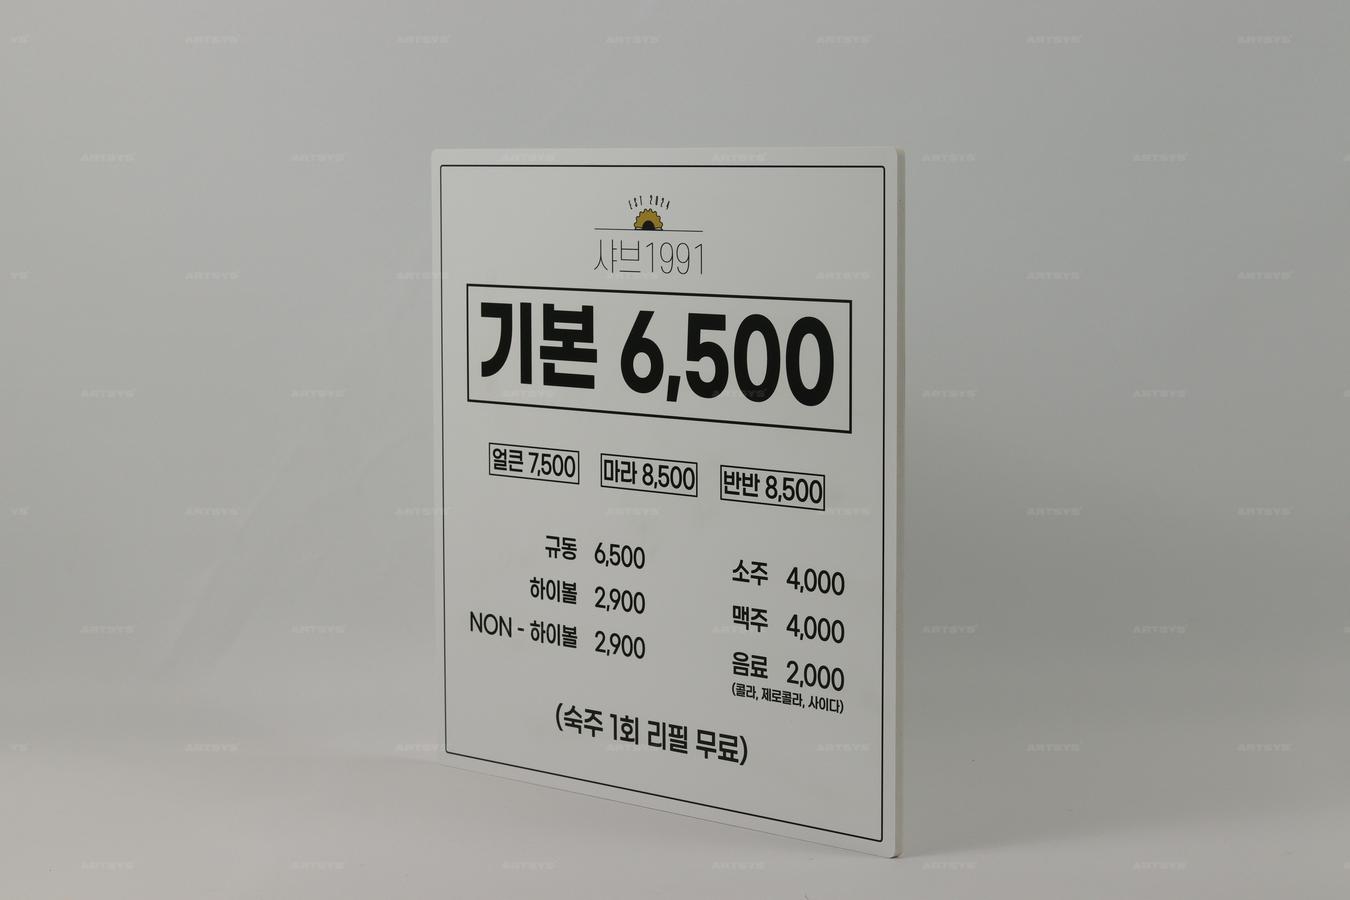 EST 2024
샤브1991
기본 6,500
얼큰 7,500 마라 8,500 반반 8,500
규동 6,500
하이볼 2,900
NON - 하이볼 2,900
소주 4,000
맥주 4,000
음료 2,000
(콜라, 제로콜라, 사이다)
(숙주 1회 리필 무료)
ARTSYS